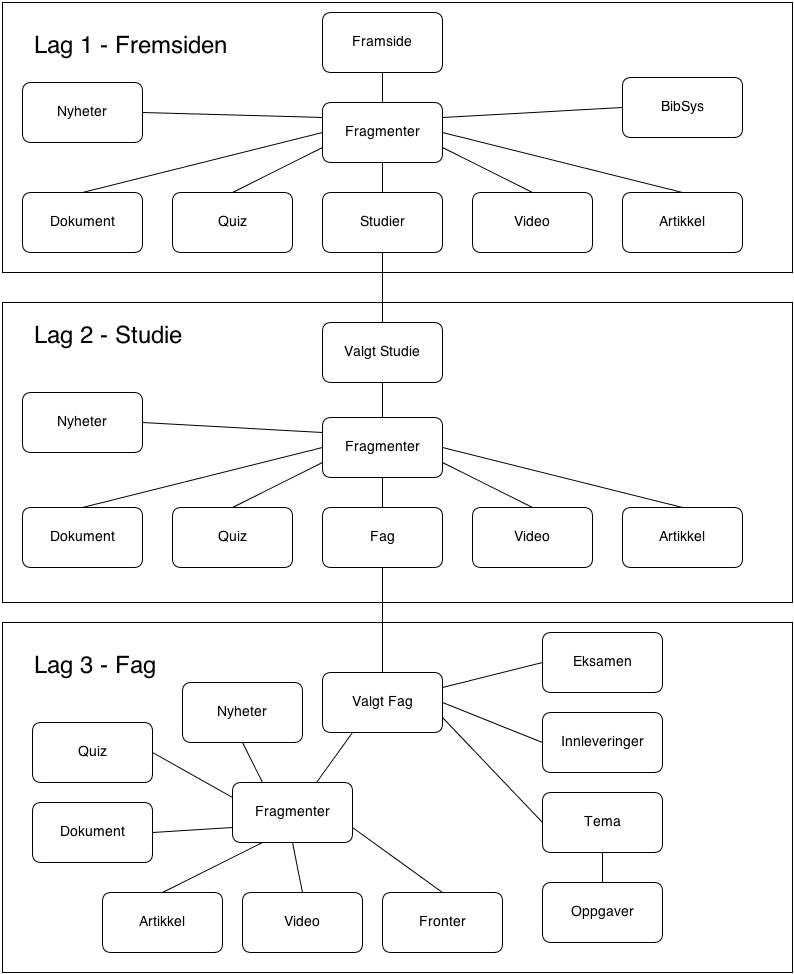 Lag 1 - Fremsiden
Framside
Nyheter
Fragmenter
BibSys
Dokument
Quiz
Studier
Video
Artikkel
Lag 2 - Studie
Valgt Studie
Nyheter
Fragmenter
Dokument
Quiz
Fag
Video
Artikkel
Lag 3 - Fag
Valgt Fag
Eksamen
Nyheter
Quiz
Innleveringer
Fragmenter
Dokument
Tema
Artikkel
Video
Fronter
Oppgaver